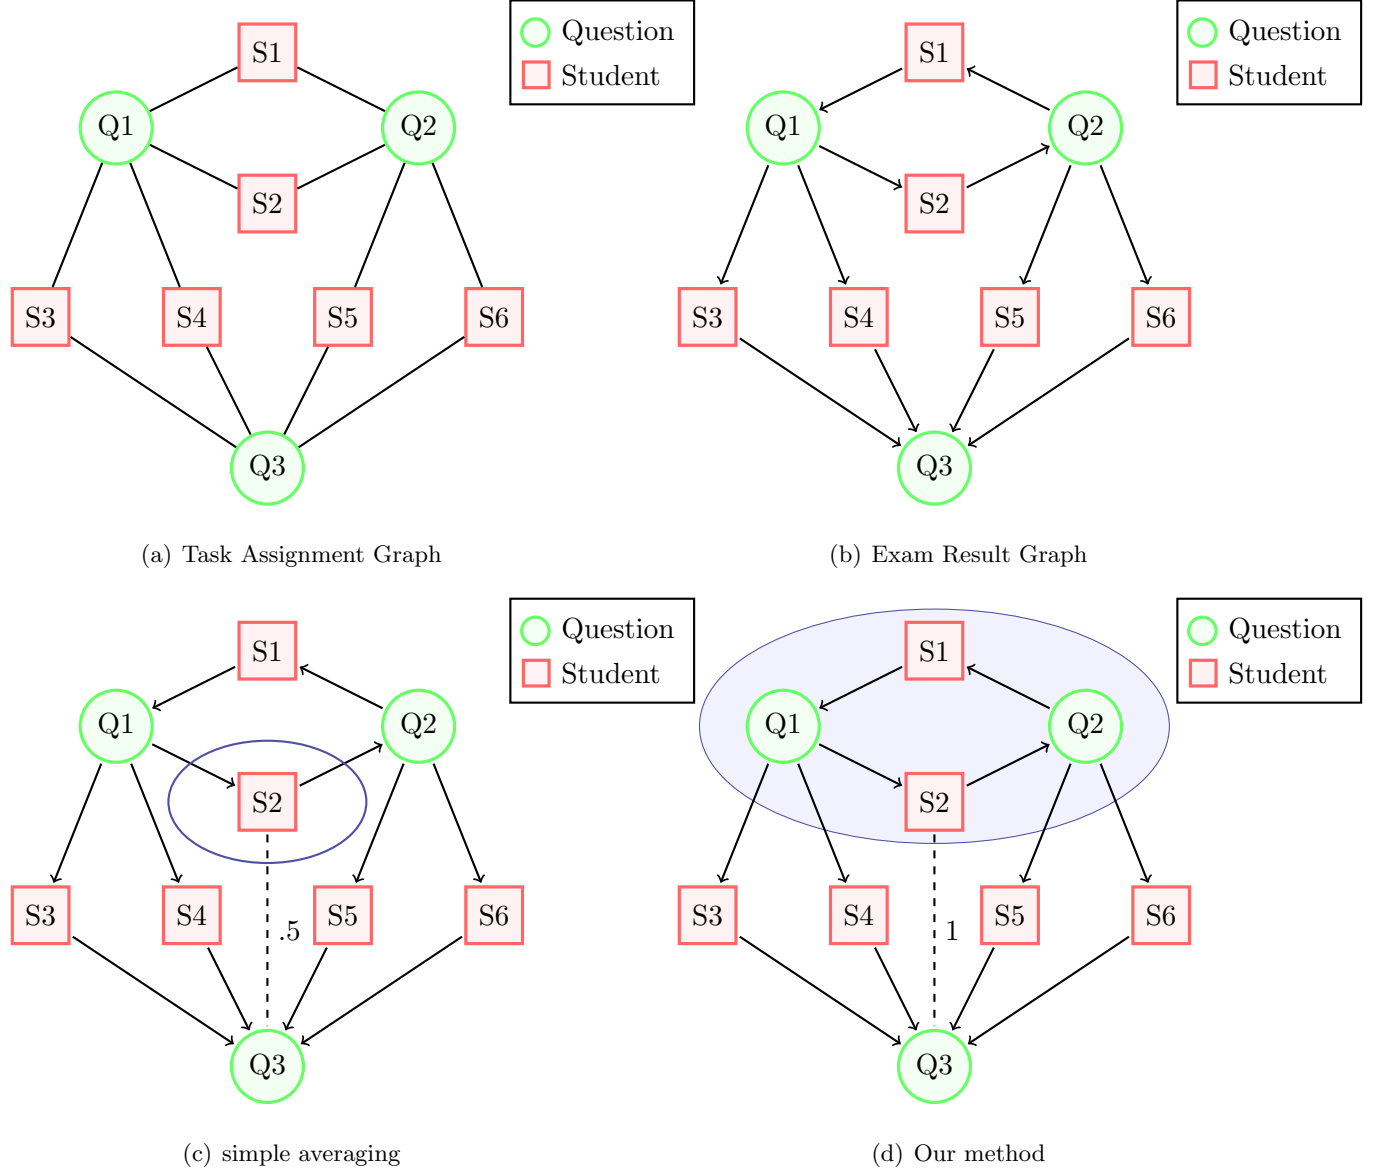 S1
Question
Student
Q1
Q2
S2
S3
S4
S5
S6
Q3
(a) Task Assignment Graph
S1
Question
Student
Q1
Q2
S2
S3
S4
S5
S6
Q3
(b) Exam Result Graph
S1
Question
Student
Q1
Q2
S2
S3
S4
.5
S5
S6
Q3
(c) simple averaging
S1
Question
Student
Q1
Q2
S2
S3
S4
1
S5
S6
Q3
(d) Our method